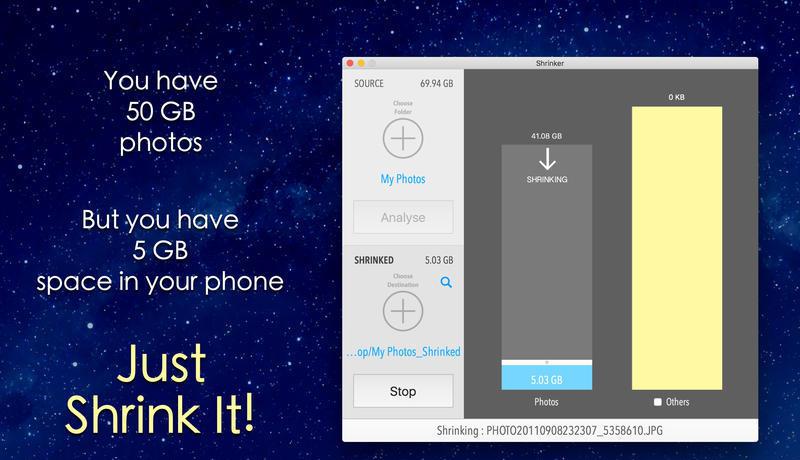 You have
50 GB
photos
But you have
5 GB
space in your phone
Just
Shrink It!
Shrinker
SOURCE 69.94 GB
Choose
Folder
My Photos
Analyse
SHRINKED 5.03 GB
Choose
Destination
...op/My Photos_Shrinked
Stop
41.08 GB
SHRINKING
5.03 GB
Photos
0 KB
Others
Shrinking : PHOTO20110908232307_5358610.JPG